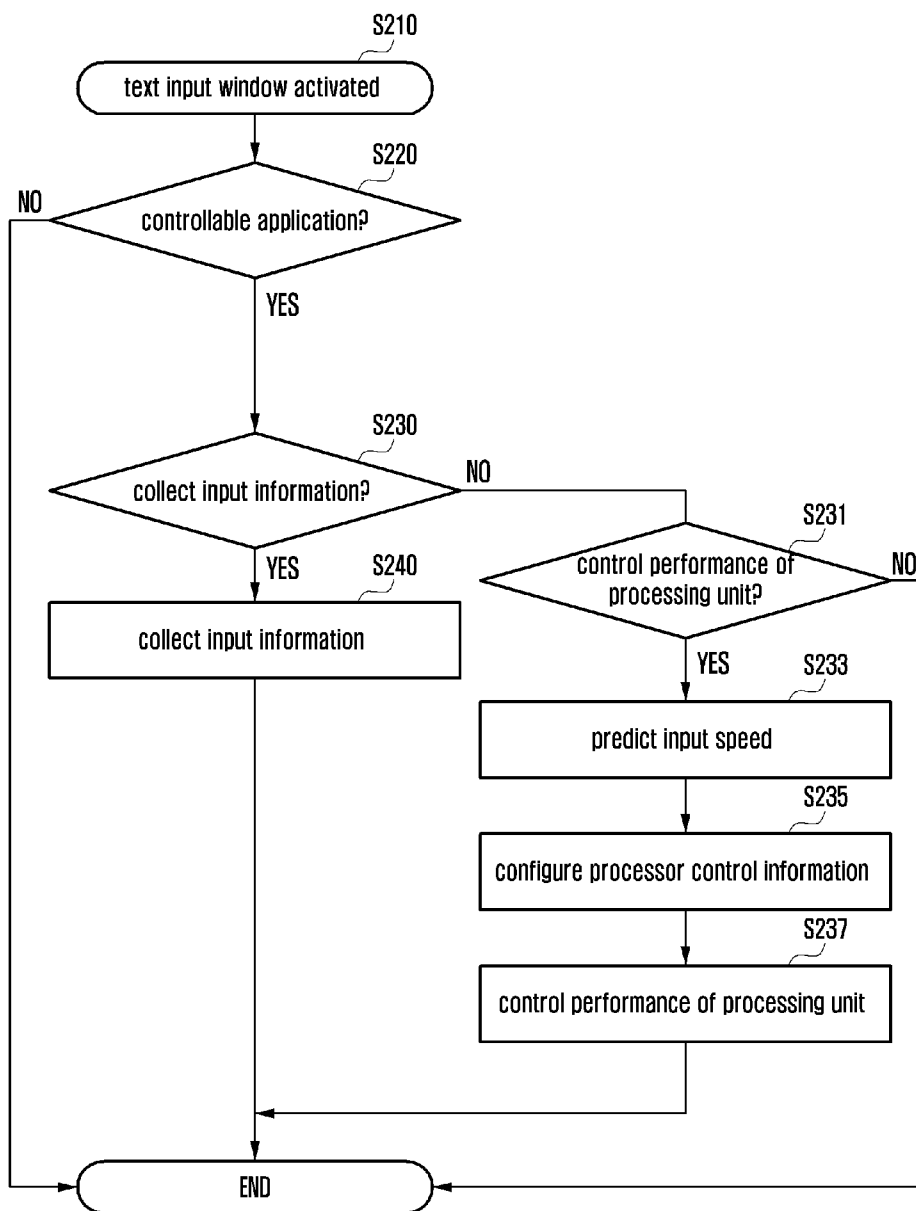 S210
text input window activated
S220
NO
controllable application?
YES
S230
NO
collect input information?
S231
YES
control performance of
processing unit?
NO
S240
collect input information
YES
S233
predict input speed
S235
configure processor control information
S237
control performance of processing unit
END